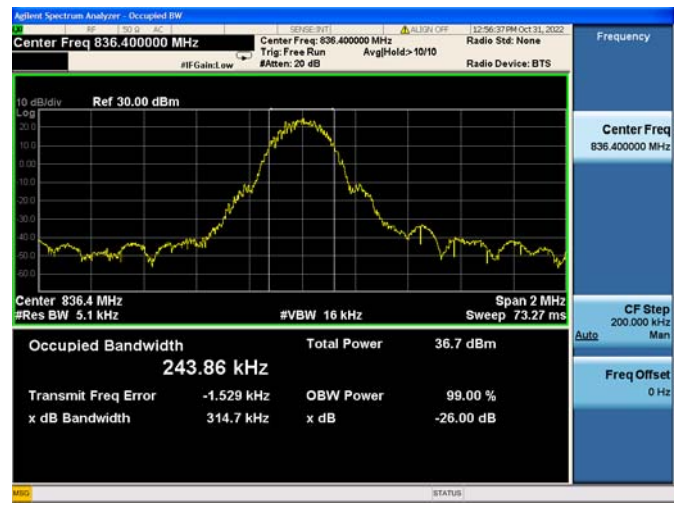 Agilent Spectrum Analyzer - Occupied BW
RF 50 Ω AC SENSE:INT ALIGN OFF 12:56:37 PM Oct 31, 2022
Center Freq 836.400000 MHz
Center Freq: 836.400000 MHz Radio Std: None
Trig: Free Run Avg|Hold:> 10/10
#IFGain:Low #Atten: 20 dB Radio Device: BTS
Frequency
10 dB/div Ref 30.00 dBm
Log
20.0
10.0
0.00
-10.0
-20.0
-30.0
-40.0
-50.0
-60.0
Center Freq
836.400000 MHz
Center 836.4 MHz Span 2 MHz
#Res BW 5.1 kHz #VBW 16 kHz Sweep 73.27 ms
CF Step
200.000 kHz
Auto Man
Occupied Bandwidth Total Power 36.7 dBm
243.86 kHz
Freq Offset
0 Hz
Transmit Freq Error -1.529 kHz OBW Power 99.00 %
x dB Bandwidth 314.7 kHz x dB -26.00 dB
MSG STATUS